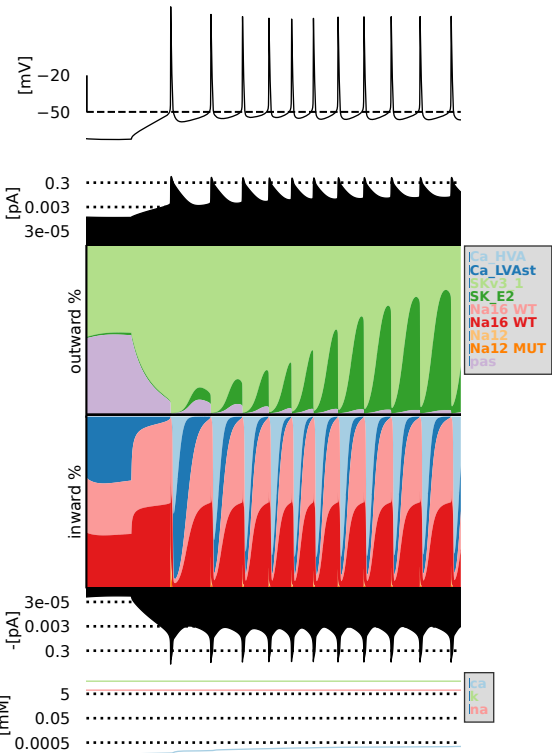 [mV]
−20
−50
[pA]
0.3
0.003
3e-05
outward %
Ca_HVA
Ca_LVAst
SKv3_1
SK_E2
Na16 WT
Na16 WT
Na12
Na12 MUT
pas
inward %
-[pA]
3e-05
0.003
0.3
[mM]
5
0.05
0.0005
ca
k
na